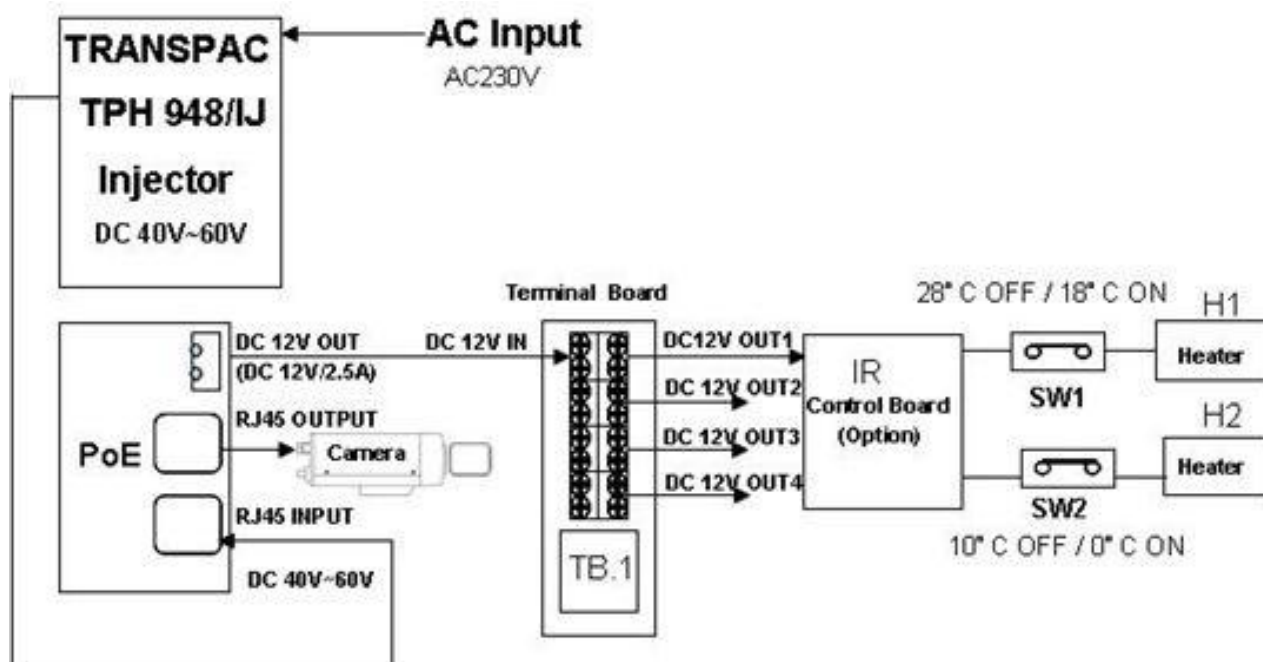 TRANSPAC
TPH 948/IJ
Injector
DC 40V~60V
AC Input
AC230V
Terminal Board
28° C OFF / 18° C ON
H1
Heater
SW1
DC 12V OUT
(DC 12V/2.5A)
DC 12V IN
DC12V OUT1
DC 12V OUT2
DC 12V OUT3
DC 12V OUT4
IR
Control Board
(Option)
H2
Heater
SW2
10° C OFF / 0° C ON
PoE
RJ45 OUTPUT
Camera
RJ45 INPUT
DC 40V~60V
TB.1